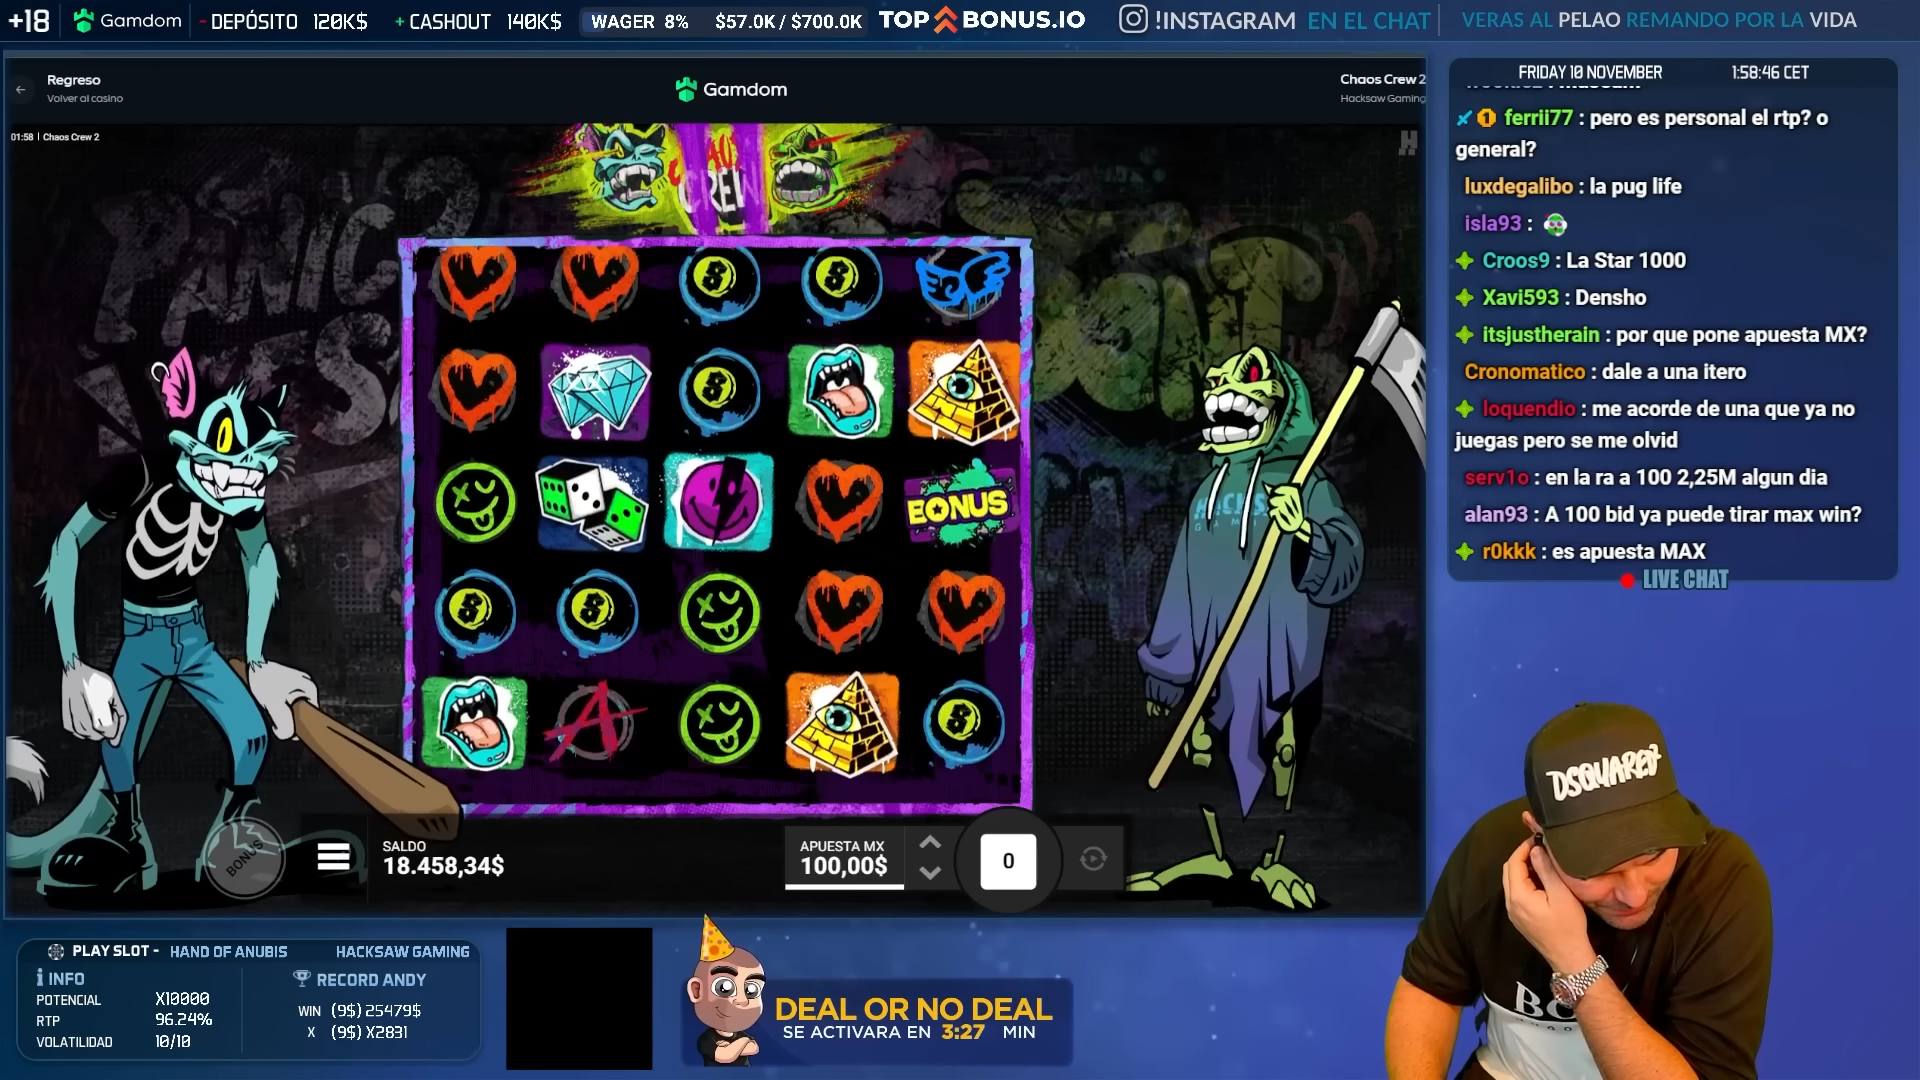 +18 Gamdom - DEPÓSITO 120K$ + CASHOUT 140K$ WAGER 8% $57.0K / $700.0K TOP BONUS.IO !INSTAGRAM EN EL CHAT VERAS AL PELAO REMANDO POR LA VIDA
Regreso
Volver al casino
Gamdom
Chaos Crew 2
Hacksaw Gaming
01:58 | Chaos Crew 2
CREW
BONUS
BONUS
SALDO
18.458,34$
APUESTA MX
100,00$
0
FRIDAY 10 NOVEMBER 1:58:46 CET
ferrii77 : pero es personal el rtp? o
general?
luxdegalibo : la pug life
isla93 :
Croos9 : La Star 1000
Xavi593 : Densho
itsjustherain : por que pone apuesta MX?
Cronomatico : dale a una itero
loquendio : me acorde de una que ya no
juegas pero se me olvid
serv1o : en la ra a 100 2,25M algun dia
alan93 : A 100 bid ya puede tirar max win?
r0kkk : es apuesta MAX
LIVE CHAT
DSQUARED2
PLAY SLOT - HAND OF ANUBIS HACKSAW GAMING
INFO
POTENCIAL X10000
RTP 96.24%
VOLATILIDAD 10/10
RECORD ANDY
WIN (9$) 25479$
X (9$) X2831
DEAL OR NO DEAL
SE ACTIVARA EN 3:27 MIN